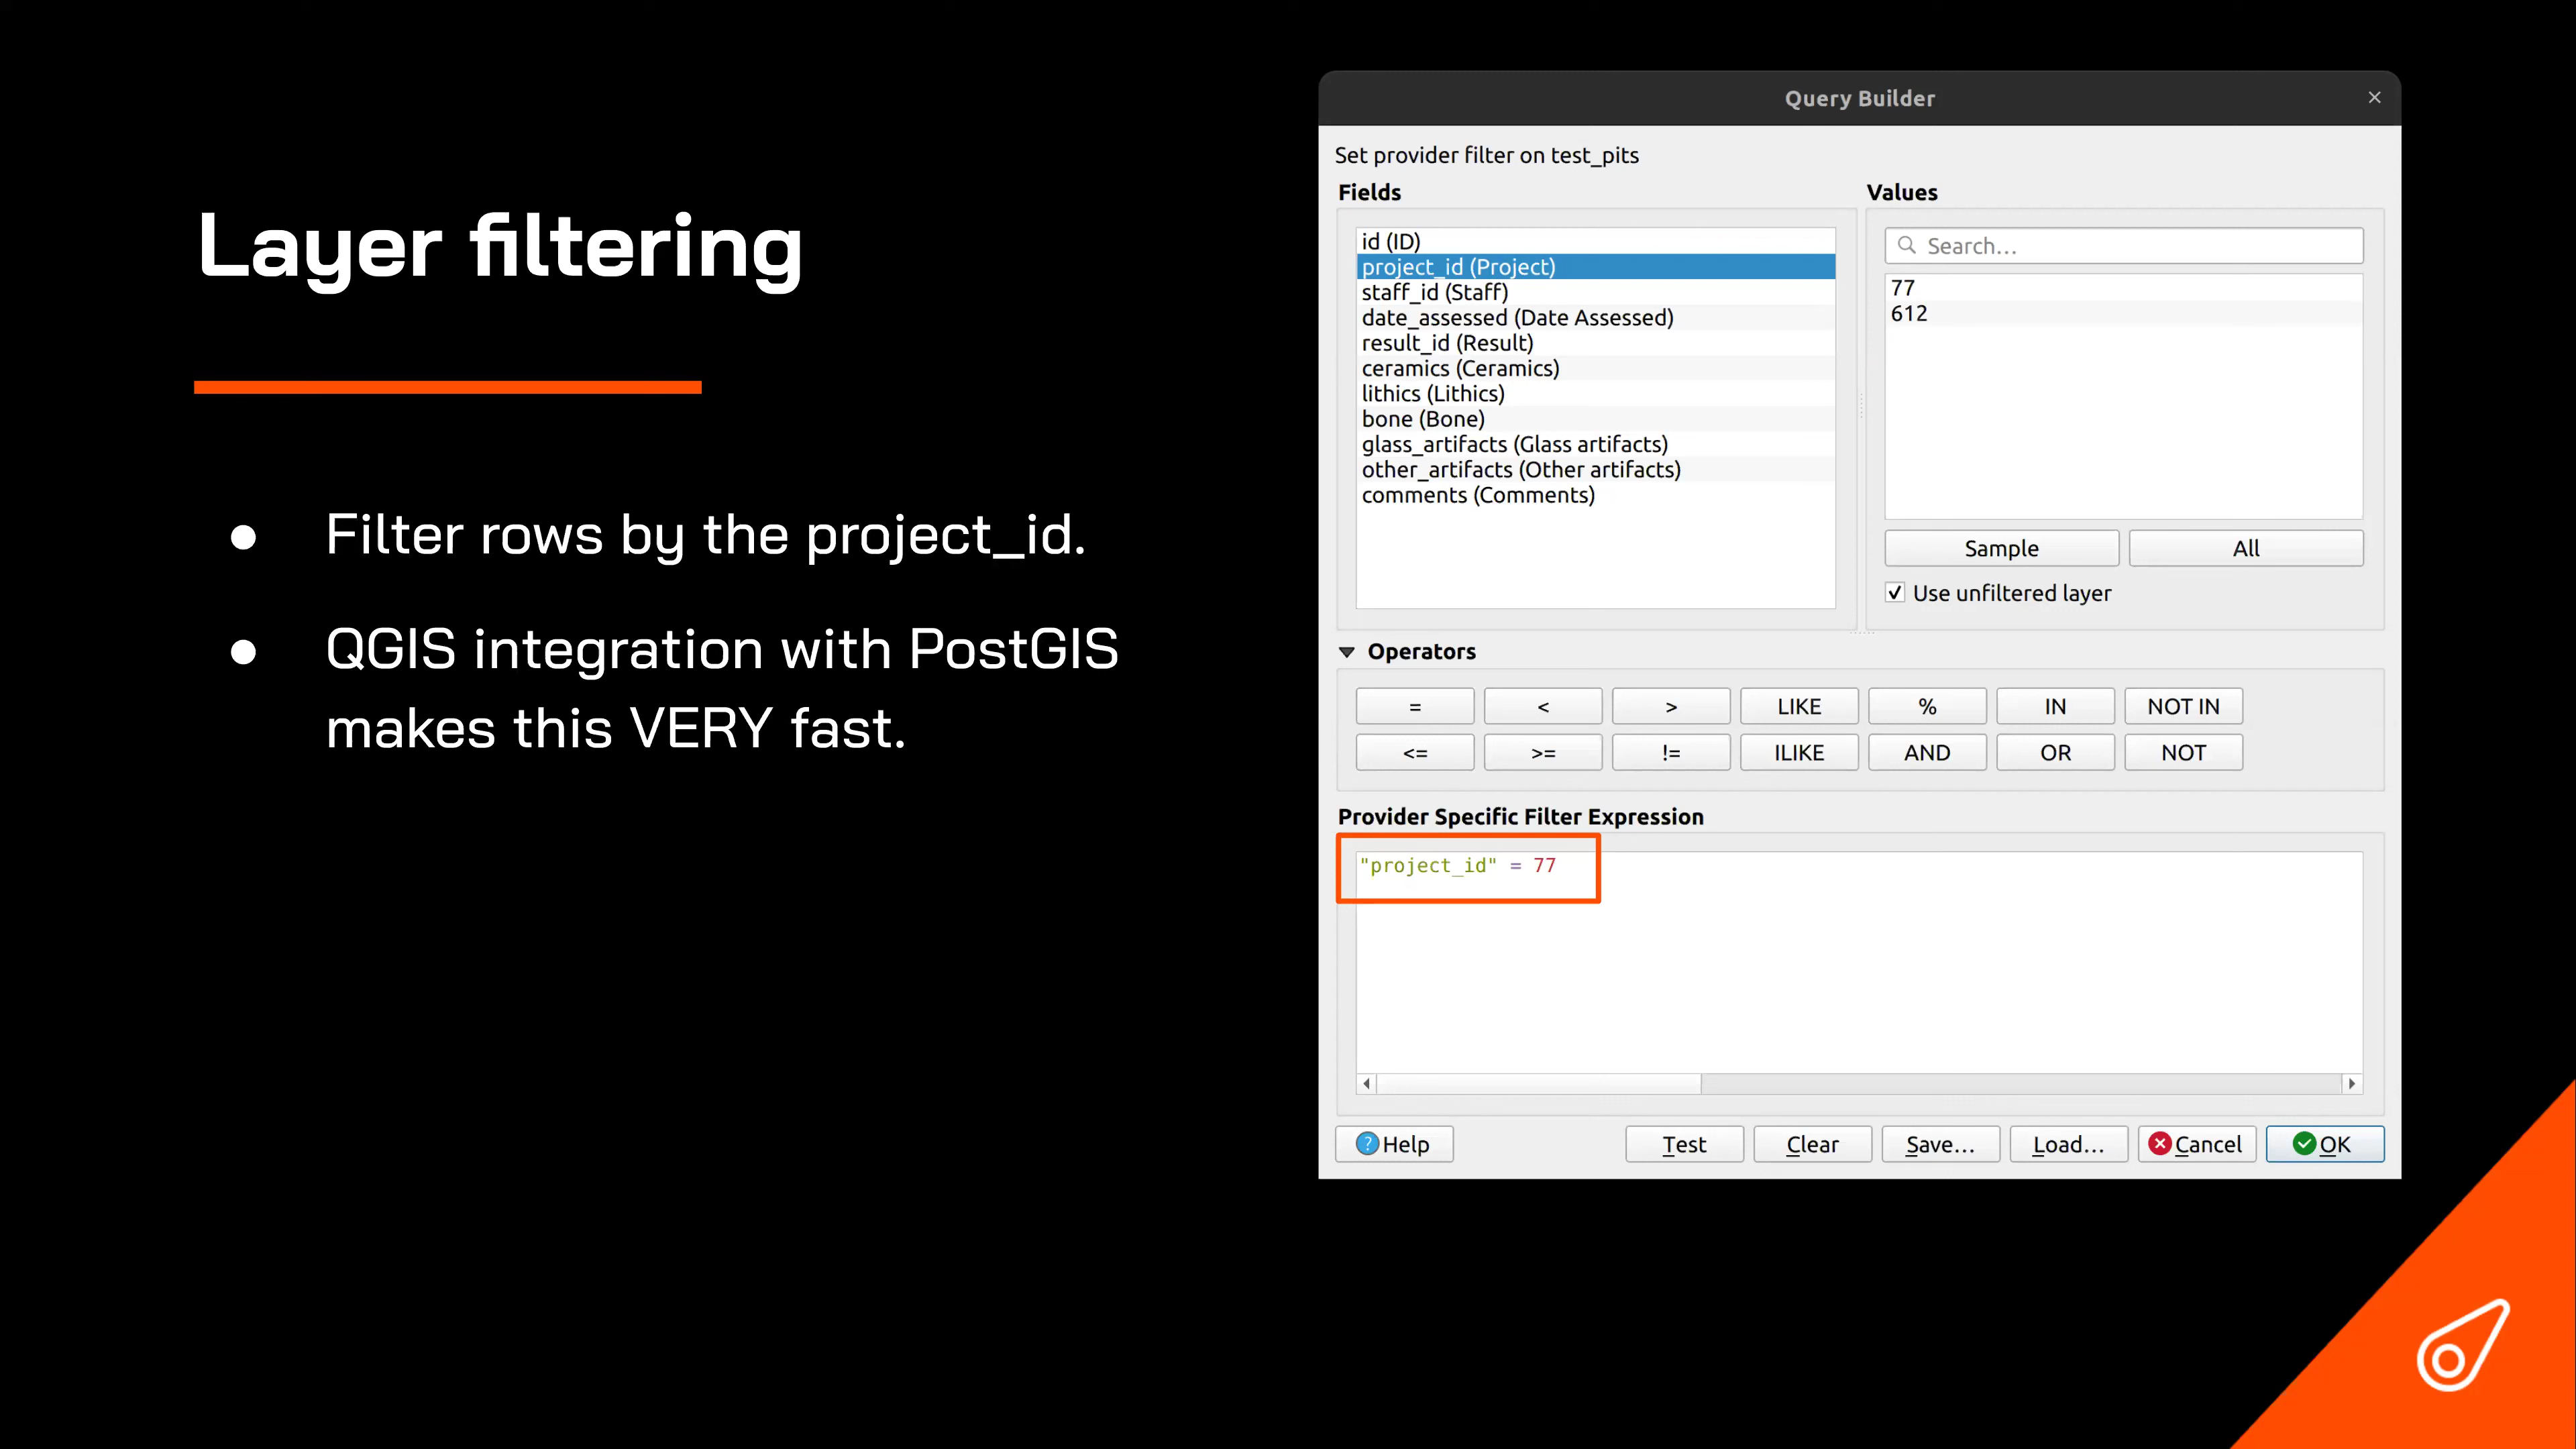 Layer filtering
● Filter rows by the project_id.
● QGIS integration with PostGIS
makes this VERY fast.
Query Builder
Set provider filter on test_pits
Fields
id (ID)
project_id (Project)
staff_id (Staff)
date_assessed (Date Assessed)
result_id (Result)
ceramics (Ceramics)
lithics (Lithics)
bone (Bone)
glass_artifacts (Glass artifacts)
other_artifacts (Other artifacts)
comments (Comments)
Values
Search...
77
612
Sample All
Use unfiltered layer
Operators
= < > LIKE % IN NOT IN
<= >= != ILIKE AND OR NOT
Provider Specific Filter Expression
"project_id" = 77
Help Test Clear Save... Load... Cancel OK